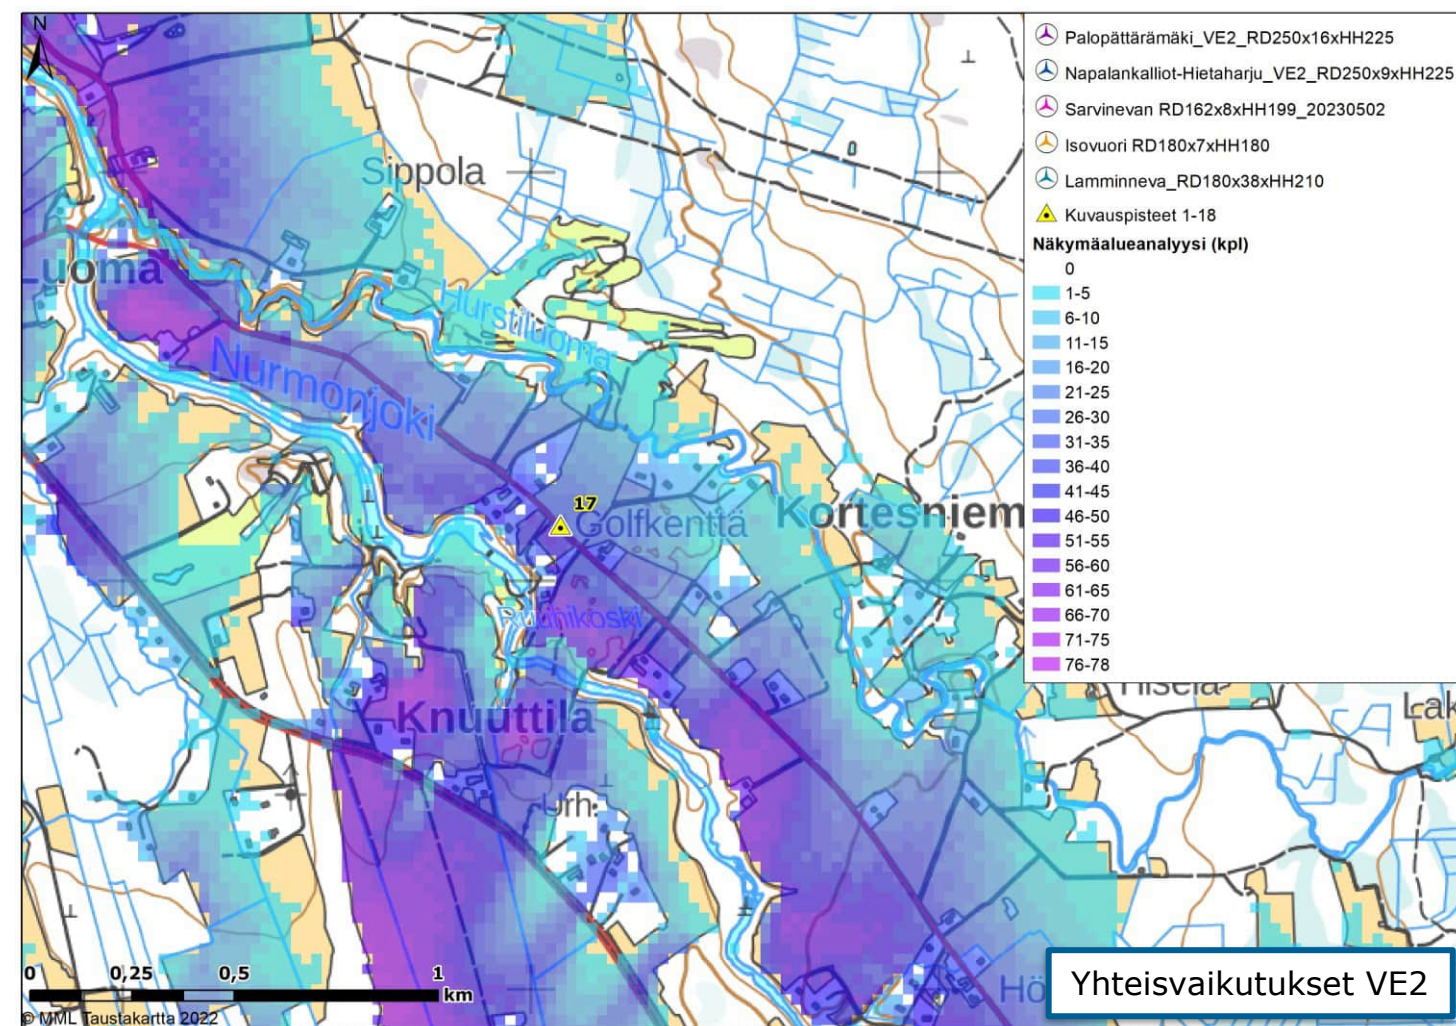 N
Palopättärämäki_VE2_RD250x16xHH225
Napalankalliot-Hietaharju_VE2_RD250x9xHH225
Sarvinevan RD162x8xHH199_20230502
Isovuori RD180x7xHH180
Lamminneva_RD180x38xHH210
Kuvauspisteet 1-18
Näkymäalueanalyysi (kpl)
0
1-5
6-10
11-15
16-20
21-25
26-30
31-35
36-40
41-45
46-50
51-55
56-60
61-65
66-70
71-75
76-78
Sippola
Luoma
Hurstiluoma
Nurmonjoki
17
Golfkenttä
Kortesniem
Ruuhikoski
Hisela
Lak
Knuuttila
Urh.
0 0,25 0,5 1
km
Hö
Yhteisvaikutukset VE2
© MML Taustakartta 2022